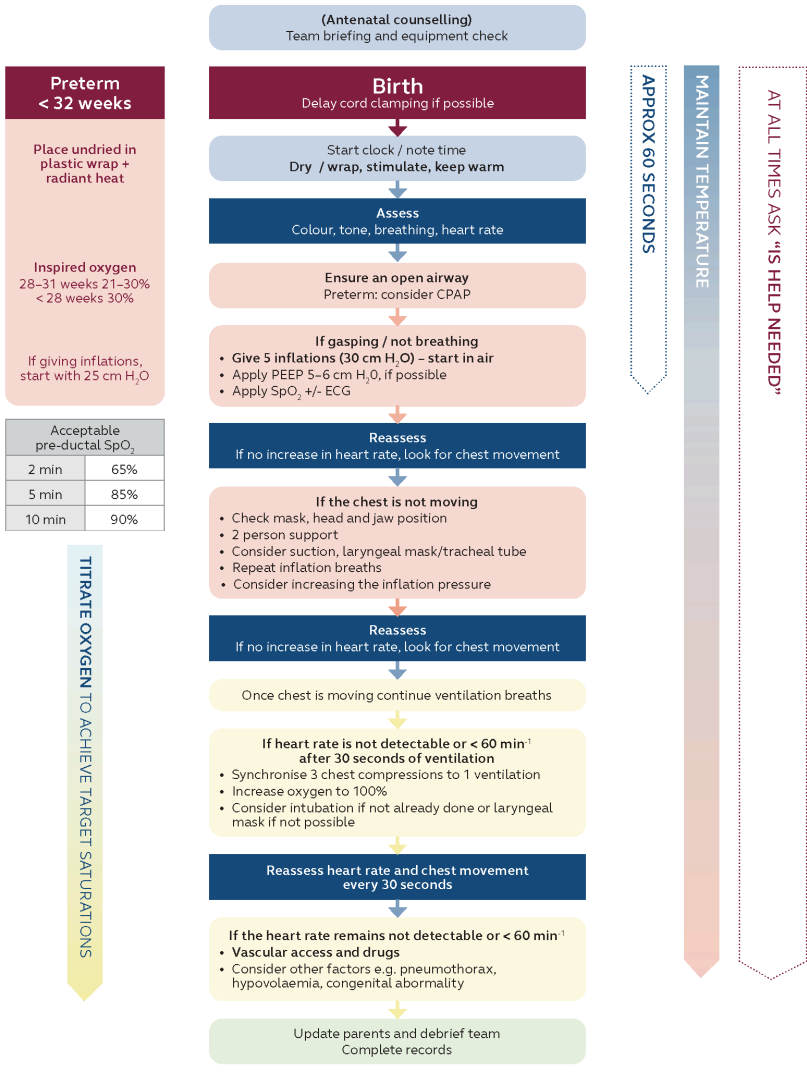 (Antenatal counselling)
Team briefing and equipment check
Preterm
< 32 weeks
Place undried in
plastic wrap +
radiant heat
Inspired oxygen
28–31 weeks 21–30%
< 28 weeks 30%
If giving inflations,
start with 25 cm H₂O
Acceptable
pre-ductal SpO₂
2 min 65%
5 min 85%
10 min 90%
TITRATE OXYGEN TO ACHIEVE TARGET SATURATIONS
Birth
Delay cord clamping if possible
Start clock / note time
Dry / wrap, stimulate, keep warm
Assess
Colour, tone, breathing, heart rate
Ensure an open airway
Preterm: consider CPAP
If gasping / not breathing
• Give 5 inflations (30 cm H₂O) – start in air
• Apply PEEP 5–6 cm H₂0, if possible
• Apply SpO₂ +/- ECG
Reassess
If no increase in heart rate, look for chest movement
If the chest is not moving
• Check mask, head and jaw position
• 2 person support
• Consider suction, laryngeal mask/tracheal tube
• Repeat inflation breaths
• Consider increasing the inflation pressure
Reassess
If no increase in heart rate, look for chest movement
Once chest is moving continue ventilation breaths
If heart rate is not detectable or < 60 min⁻¹
after 30 seconds of ventilation
• Synchronise 3 chest compressions to 1 ventilation
• Increase oxygen to 100%
• Consider intubation if not already done or laryngeal
mask if not possible
Reassess heart rate and chest movement
every 30 seconds
If the heart rate remains not detectable or < 60 min⁻¹
• Vascular access and drugs
• Consider other factors e.g. pneumothorax,
hypovolaemia, congenital abormality
Update parents and debrief team
Complete records
APPROX 60 SECONDS
MAINTAIN TEMPERATURE
AT ALL TIMES ASK “IS HELP NEEDED”